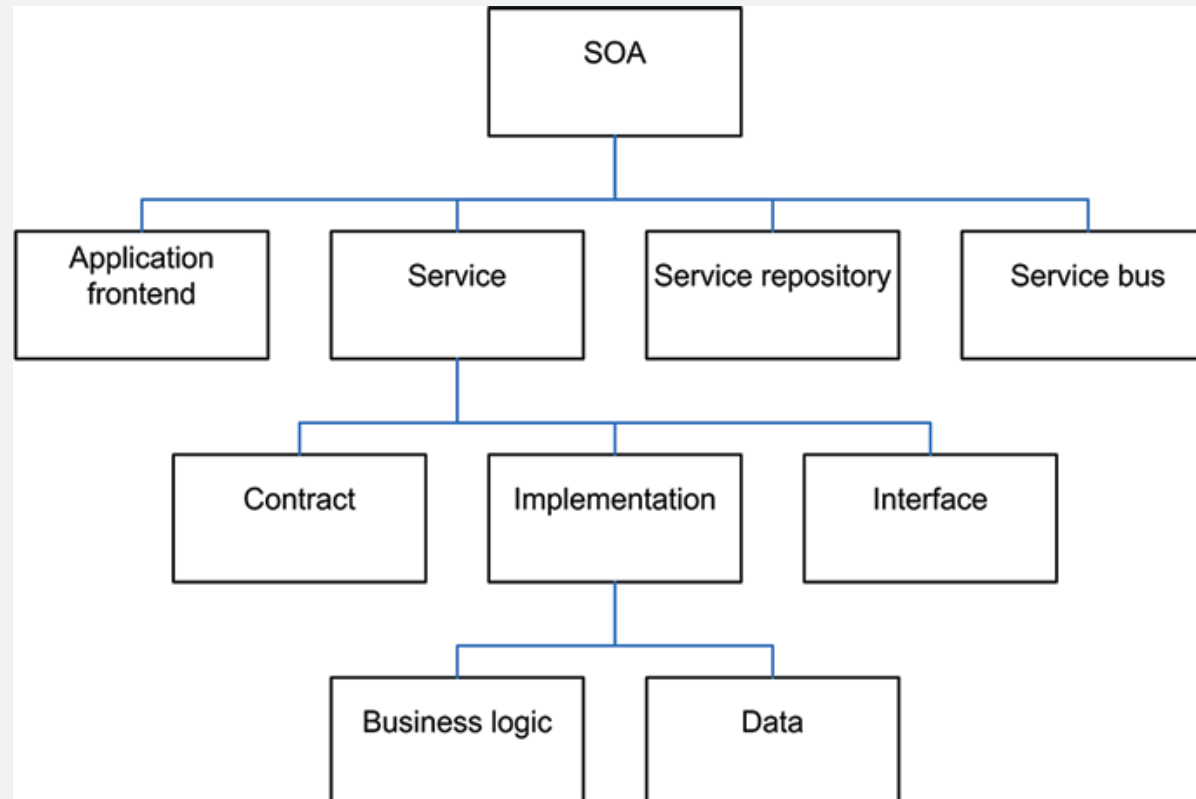 SOA
Application
frontend
Service
Service repository
Service bus
Contract
Implementation
Interface
Business logic
Data